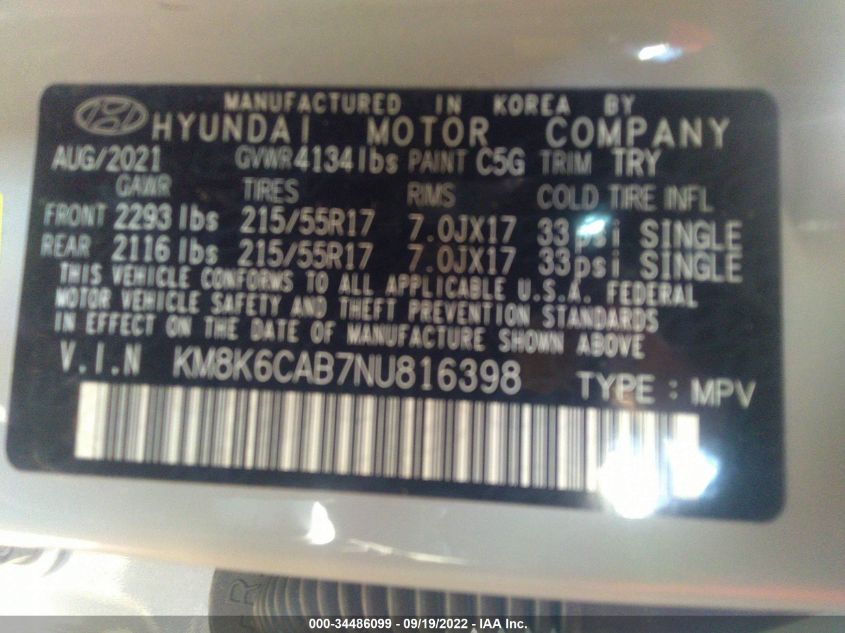 MANUFACTURED IN KOREA BY
HYUNDAI MOTOR COMPANY
AUG/2021 GVWR 4134 lbs PAINT C5G TRIM TRY
GAWR TIRES RIMS COLD TIRE INFL
FRONT 2293 lbs 215/55R17 7.0JX17 33psi SINGLE
REAR 2116 lbs 215/55R17 7.0JX17 33psi SINGLE
THIS VEHICLE CONFORMS TO ALL APPLICABLE U.S.A. FEDERAL
MOTOR VEHICLE SAFETY AND THEFT PREVENTION STANDARDS
IN EFFECT ON THE DATE OF MANUFACTURE SHOWN ABOVE
V.I.N KM8K6CAB7NU816398 TYPE : MPV
000-34486099 - 09/19/2022 - IAA Inc.